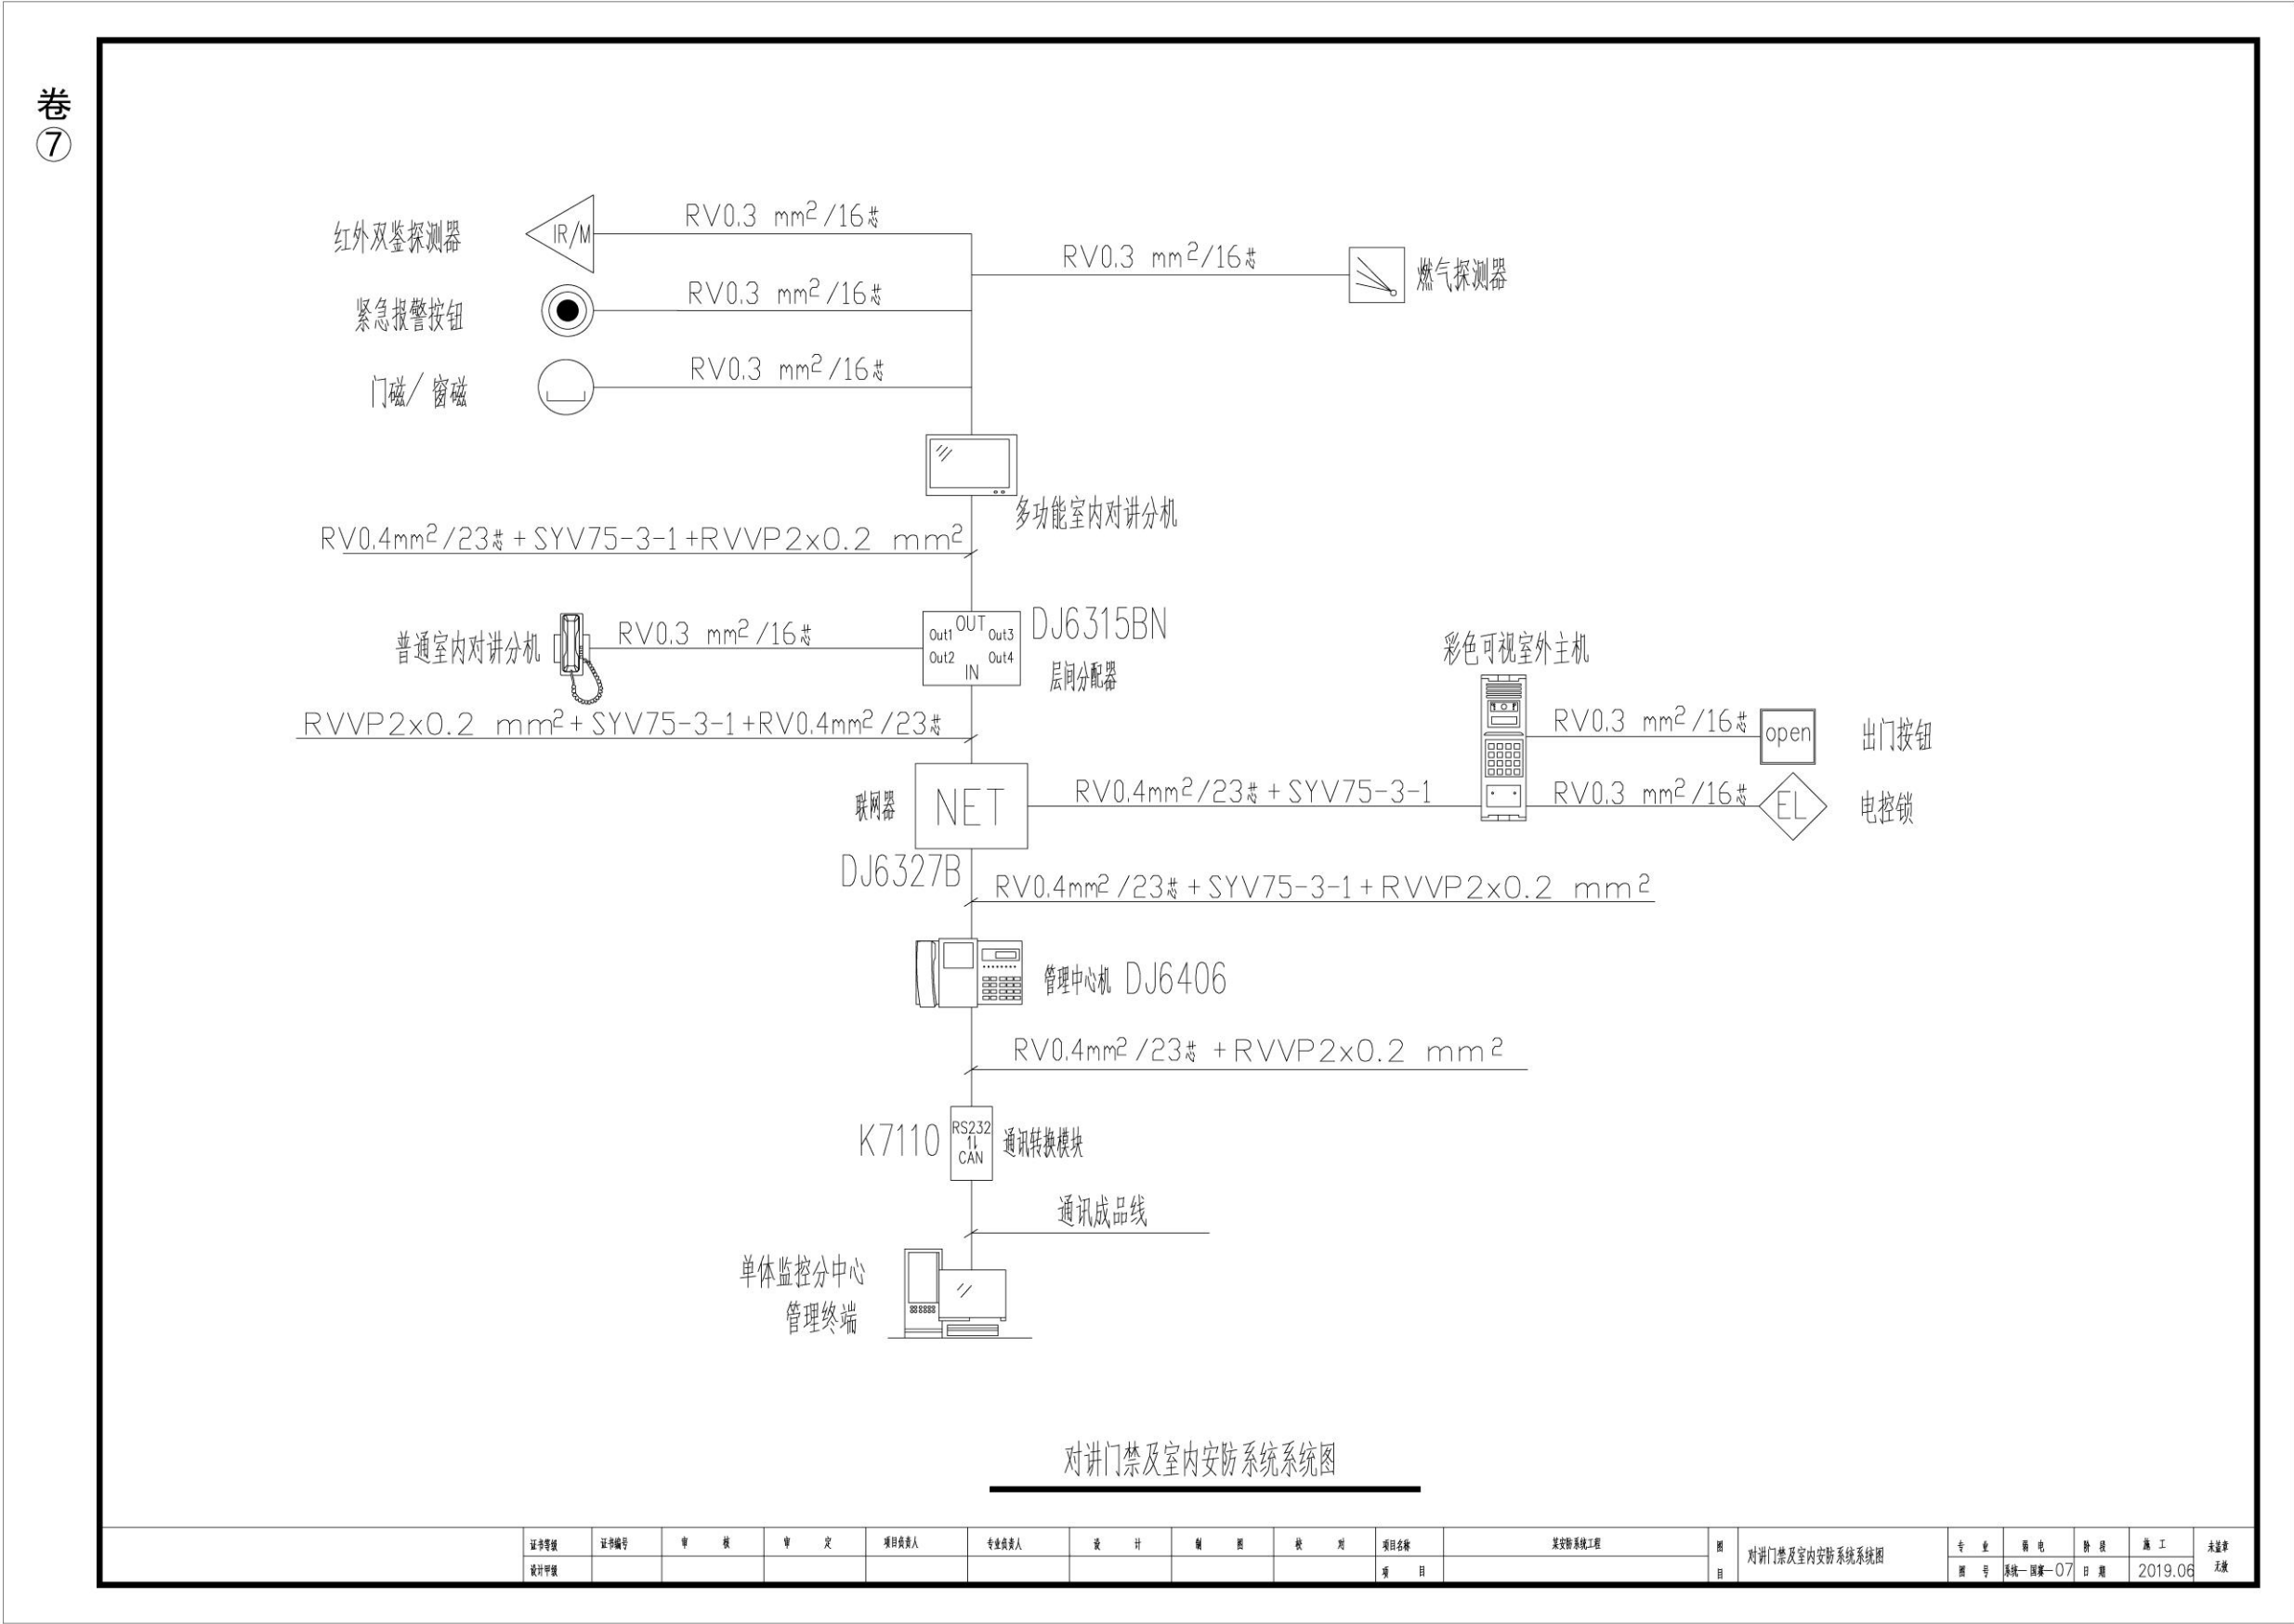 卷
⑦
红外双鉴探测器
IR/M
RV0.3 mm²/16芯
RV0.3 mm²/16芯
燃气探测器
紧急报警按钮
RV0.3 mm²/16芯
门磁/窗磁
RV0.3 mm²/16芯
多功能室内对讲分机
RV0.4mm²/23芯+SYV75-3-1+RVVP2x0.2 mm²
普通室内对讲分机
RV0.3 mm²/16芯
OUT
Out1 Out3
Out2 Out4
IN
DJ6315BN
层间分配器
彩色可视室外主机
RVVP2x0.2 mm²+SYV75-3-1+RV0.4mm²/23芯
RV0.3 mm²/16芯
open
出门按钮
联网器
NET
RV0.4mm²/23芯+SYV75-3-1
RV0.3 mm²/16芯
EL
电控锁
DJ6327B
RV0.4mm²/23芯+SYV75-3-1+RVVP2x0.2 mm²
管理中心机 DJ6406
RV0.4mm²/23芯+RVVP2x0.2 mm²
K7110
RS232
CAN
通讯转换模块
通讯成品线
单体监控分中心
管理终端
对讲门禁及室内安防系统系统图
证书等级 证书编号 审核 审定 项目负责人 专业负责人 设计 制图 校对 项目名称 某安防系统工程 图目 对讲门禁及室内安防系统系统图 专业 弱电 阶段 施工 未盖章
设计甲级 项目 图号 系统-国赛-07 日期 2019.06 无效